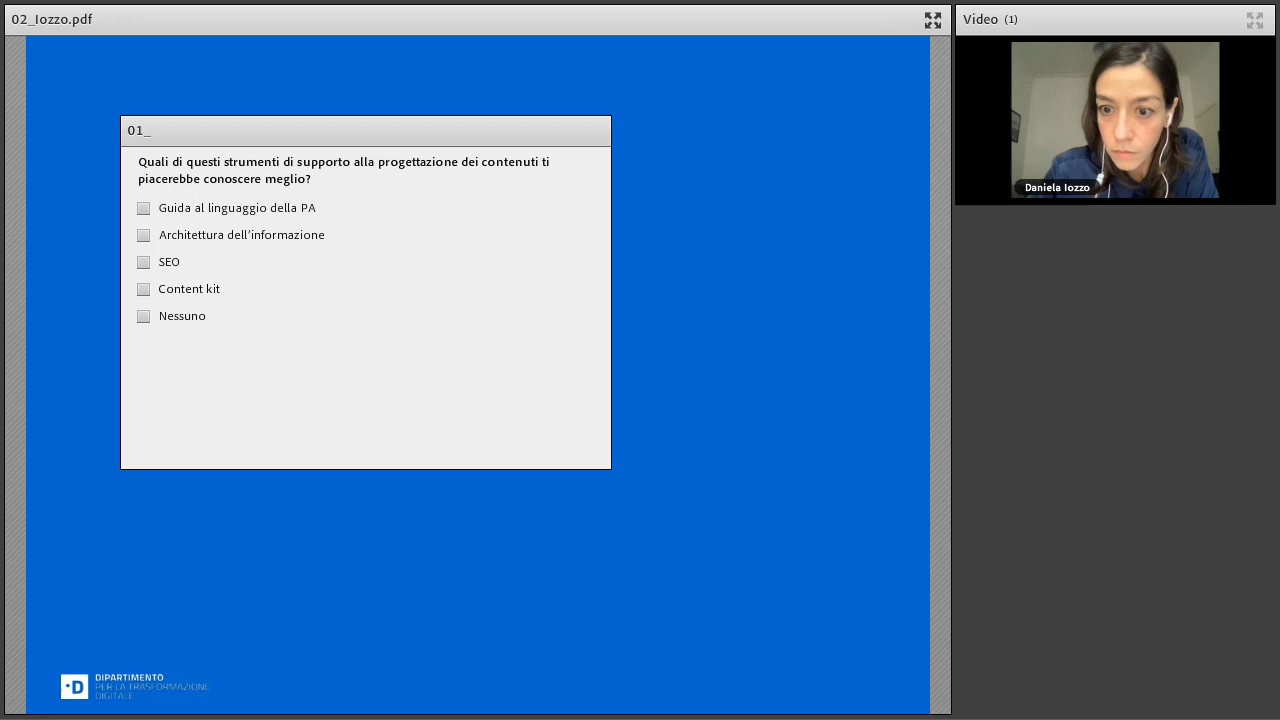 02_Iozzo.pdf
Video (1)
01_
Quali di questi strumenti di supporto alla progettazione dei contenuti ti
piacerebbe conoscere meglio?
Guida al linguaggio della PA
Architettura dell'informazione
SEO
Content kit
Nessuno
Daniela Iozzo
D
DIPARTIMENTO
PER LA TRASFORMAZIONE
DIGITALE